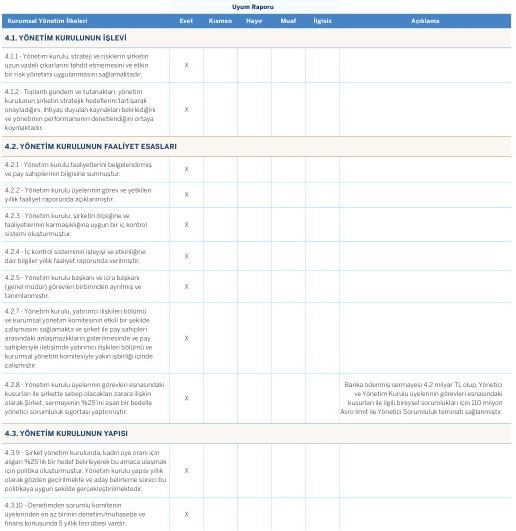 Uyum Raporu
Kurumsal Yönetim İlkeleri Evet Kısmen Hayır Muaf İlgisiz Açıklama
4.1. YÖNETİM KURULUNUN İŞLEVİ
4.1.1 - Yönetim kurulu, strateji ve risklerin şirketin
uzun vadeli çıkarlarını tehdit etmemesini ve etkin
bir risk yönetimi uygulanmasını sağlamaktadır.
X
4.1.2 - Toplantı gündem ve tutanakları, yönetim
kurulunun şirketin stratejik hedeflerini tartışarak
onayladığını, ihtiyaç duyulan kaynakları belirlediğini
ve yönetimin performansının denetlendiğini ortaya
koymaktadır.
X
4.2. YÖNETİM KURULUNUN FAALİYET ESASLARI
4.2.1 - Yönetim kurulu faaliyetlerini belgelendirmiş
ve pay sahiplerinin bilgisine sunmuştur.
X
4.2.2 - Yönetim kurulu üyelerinin görev ve yetkileri
yıllık faaliyet raporunda açıklanmıştır.
X
4.2.3 - Yönetim kurulu, şirketin ölçeğine ve
faaliyetlerinin karmaşıklığına uygun bir iç kontrol
sistemi oluşturmuştur.
X
4.2.4 - İç kontrol sisteminin işleyişi ve etkinliğine
dair bilgiler yıllık faaliyet raporunda verilmiştir.
X
4.2.5 - Yönetim kurulu başkanı ve icra başkanı
(genel müdür) görevleri birbirinden ayrılmış ve
tanımlanmıştır.
X
4.2.7 - Yönetim kurulu, yatırımcı ilişkileri bölümü
ve kurumsal yönetim komitesinin etkili bir şekilde
çalışmasını sağlamakta ve şirket ile pay sahipleri
arasındaki anlaşmazlıkların giderilmesinde ve pay
sahipleriyle iletişimde yatırımcı ilişkileri bölümü ve
kurumsal yönetim komitesiyle yakın işbirliği içinde
çalışmıştır.
X
4.2.8 - Yönetim kurulu üyelerinin görevleri esnasındaki
kusurları ile şirkette sebep olacakları zarara ilişkin
olarak Şirket, sermayenin %25'ini aşan bir bedelle
yönetici sorumluluk sigortası yaptırmıştır.
X
Banka ödenmiş sermayesi 4.2 milyar TL olup, Yönetici
ve Yönetim Kurulu üyelerinin görevleri esnasındaki
kusurları ile ilgili bireysel sorumlulukları için 110 milyon
Avro limit ile Yönetici Sorumluluk teminatı sağlanmıştır.
4.3. YÖNETİM KURULUNUN YAPISI
4.3.9 - Şirket yönetim kurulunda, kadın üye oranı için
asgari %25'lik bir hedef belirleyerek bu amaca ulaşmak
için politika oluşturmuştur. Yönetim kurulu yapısı yıllık
olarak gözden geçirilmekte ve aday belirleme süreci bu
politikaya uygun şekilde gerçekleştirilmektedir.
X
4.3.10 - Denetimden sorumlu komitenin
üyelerinden en az birinin denetim/muhasebe ve
finans konusunda 5 yıllık tecrübesi vardır.
X